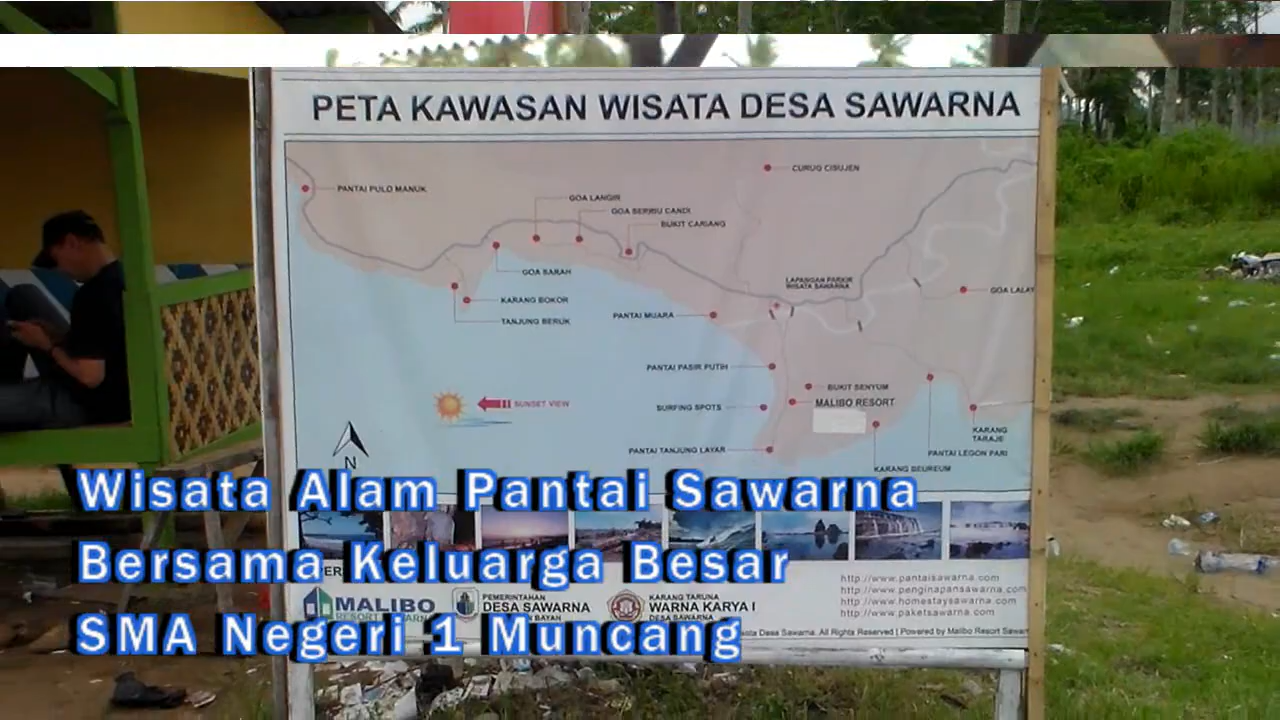 PETA KAWASAN WISATA DESA SAWARNA
CURUG CISUJEN
PANTAI PULO MANUK
GOA LANGIR
GOA SERIBU CANDI
BUKIT CARIANG
GOA SARAH
LAPANGAN PARKIR
WISATA SAWARNA
GOA LALAY
KARANG BOKOR
PANTAI MUARA
TANJUNG BERUK
PANTAI PASIR PUTIH
BUKIT SENYUM
SUNSET VIEW
SURFING SPOTS
MALIBO RESORT
KARANG
TARAJE
PANTAI TANJUNG LAYAR
PANTAI LEGON PARI
N
KARANG BEUREUM
Wisata Alam Pantai Sawarna
Bersama Keluarga Besar
SMA Negeri 1 Muncang
MALIBO
PEMERINTAHAN
DESA SAWARNA
BAYAH
KARANG TARUNA
WARNA KARYA I
DESA SAWARNA
http://www.pantaisawarna.com
http://www.penginapansawarna.com
http://www.homestaysawarna.com
http://www.paketsawarna.com
Desa Sawarna. All Rights Reserved | Powered by Malibo Resort